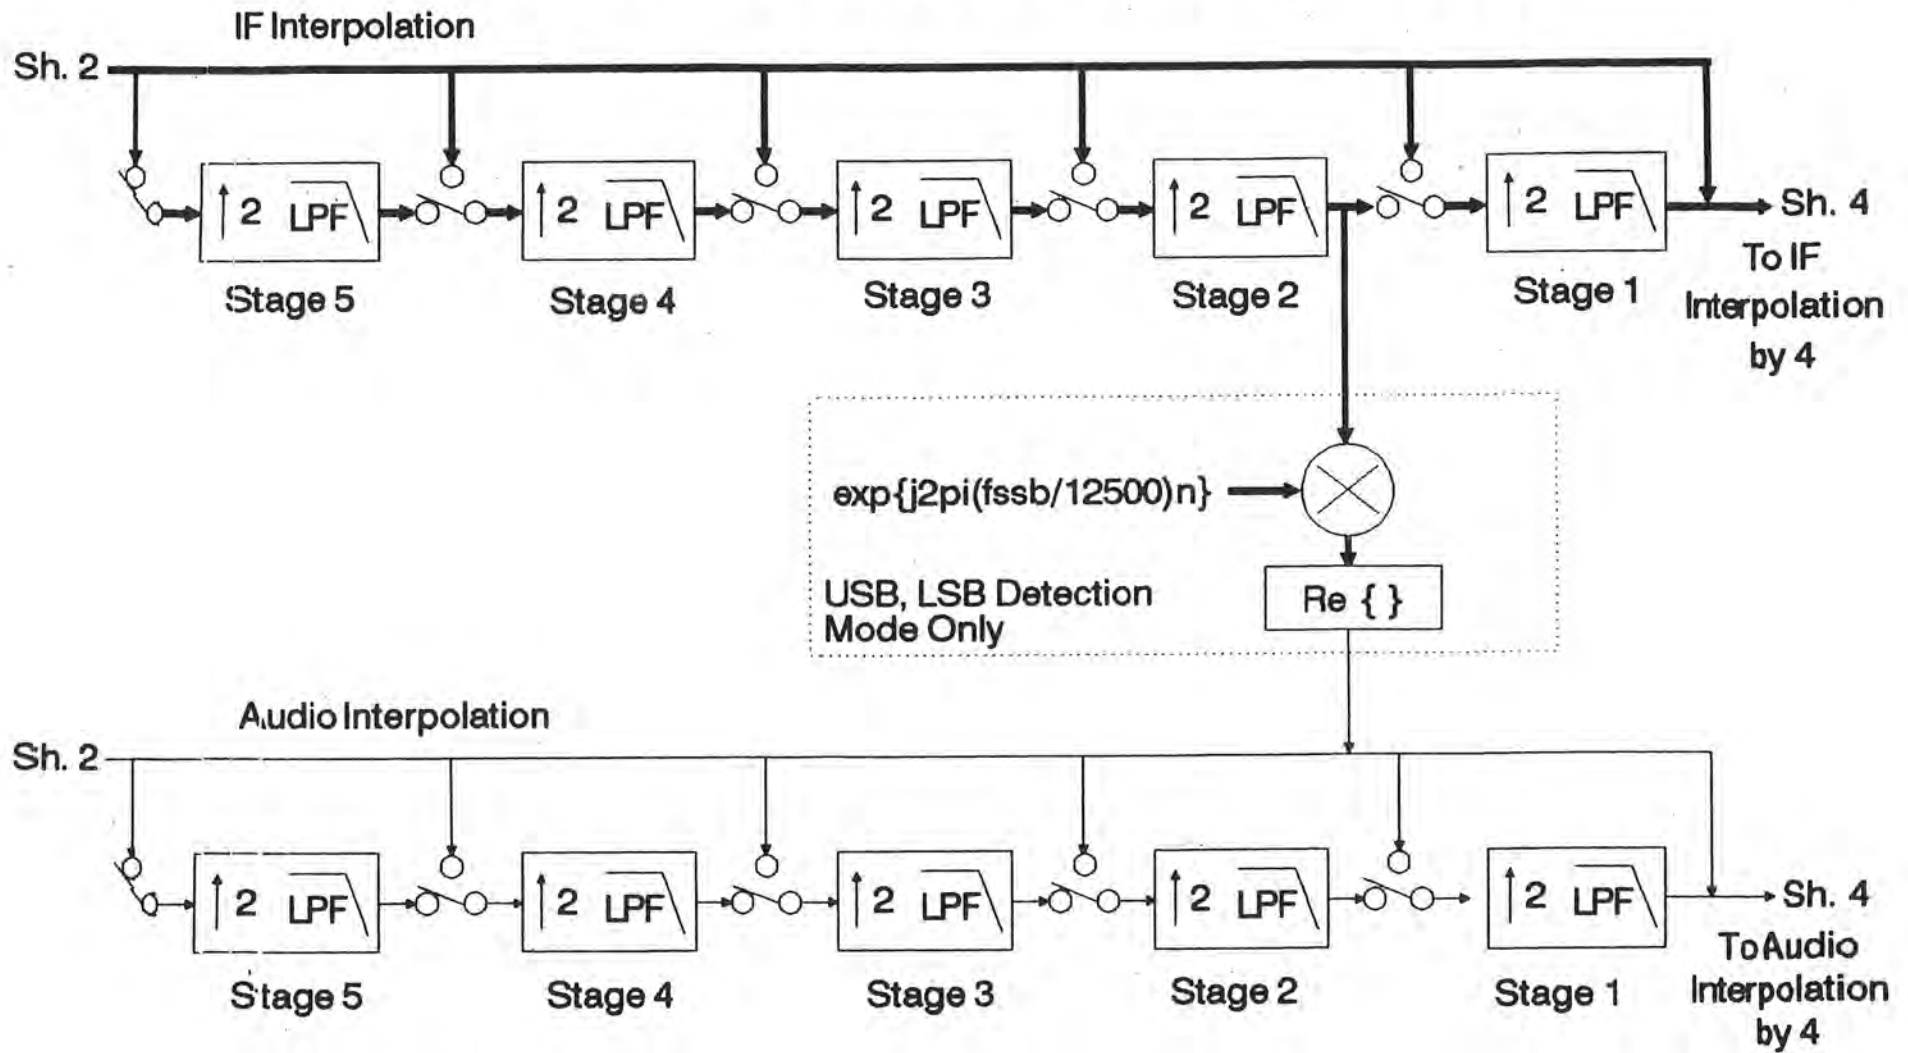 IF Interpolation
Sh. 2
2 LPF
2 LPF
2 LPF
2 LPF
2 LPF
Sh. 4
Stage 5
Stage 4
Stage 3
Stage 2
Stage 1
To IF
Interpolation
by 4
exp{j2pi(fssb/12500)n}
USB, LSB Detection
Mode Only
Re { }
Audio Interpolation
Sh. 2
2 LPF
2 LPF
2 LPF
2 LPF
2 LPF
Sh. 4
Stage 5
Stage 4
Stage 3
Stage 2
Stage 1
To Audio
Interpolation
by 4